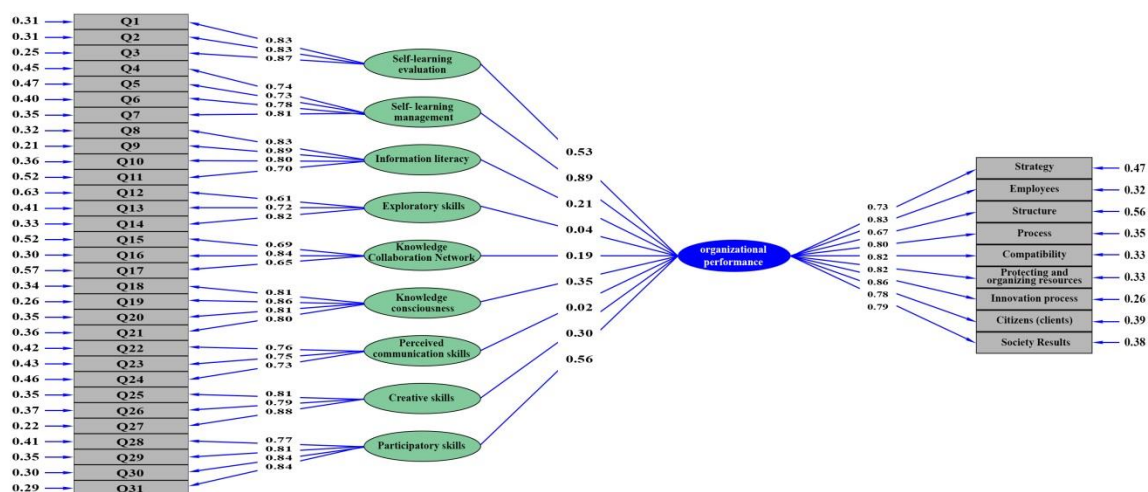 0.31 Q1
0.31 Q2
0.25 Q3
0.45 Q4
0.47 Q5
0.40 Q6
0.35 Q7
0.32 Q8
0.21 Q9
0.36 Q10
0.52 Q11
0.63 Q12
0.41 Q13
0.33 Q14
0.52 Q15
0.30 Q16
0.57 Q17
0.34 Q18
0.26 Q19
0.35 Q20
0.36 Q21
0.42 Q22
0.43 Q23
0.46 Q24
0.35 Q25
0.37 Q26
0.22 Q27
0.41 Q28
0.35 Q29
0.30 Q30
0.29 Q31
0.83
0.83
0.87
0.74
0.73
0.78
0.81
0.83
0.89
0.80
0.70
0.61
0.72
0.82
0.69
0.84
0.65
0.81
0.86
0.81
0.80
0.76
0.75
0.73
0.81
0.79
0.88
0.77
0.81
0.84
0.84
Self-learning
evaluation
Self- learning
management
Information literacy
Exploratory skills
Knowledge
Collaboration Network
Knowledge
consciousness
Perceived
communication skills
Creative skills
Participatory skills
0.53
0.89
0.21
0.04
0.19
0.35
0.02
0.30
0.56
organizational
performance
0.73
0.83
0.67
0.80
0.82
0.82
0.86
0.78
0.79
Strategy 0.47
Employees 0.32
Structure 0.56
Process 0.35
Compatibility 0.33
Protecting and
organizing resources 0.33
Innovation process 0.26
Citizens (clients) 0.39
Society Results 0.38